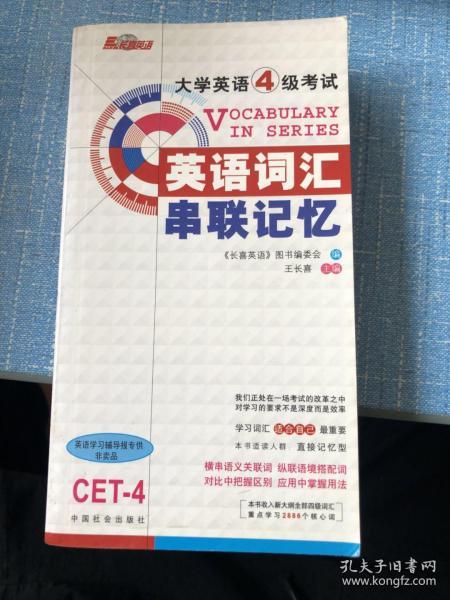 长喜英语
大学英语4级考试
VOCABULARY
IN SERIES
英语词汇
串联记忆
《长喜英语》图书编委会 编
王长喜 主编
我们正处在一场考试的改革之中
对学习的要求不是深度而是效率
学习词汇 适合自己 最重要
本书适读人群 直接记忆型
英语学习辅导报专供
非卖品
横串语义关联词 纵联语境搭配词
对比中把握区别 应用中掌握用法
CET-4
中国社会出版社
本书收入新大纲全部四级词汇
重点学习2886个核心词
孔夫子旧书网
www.kongfz.com